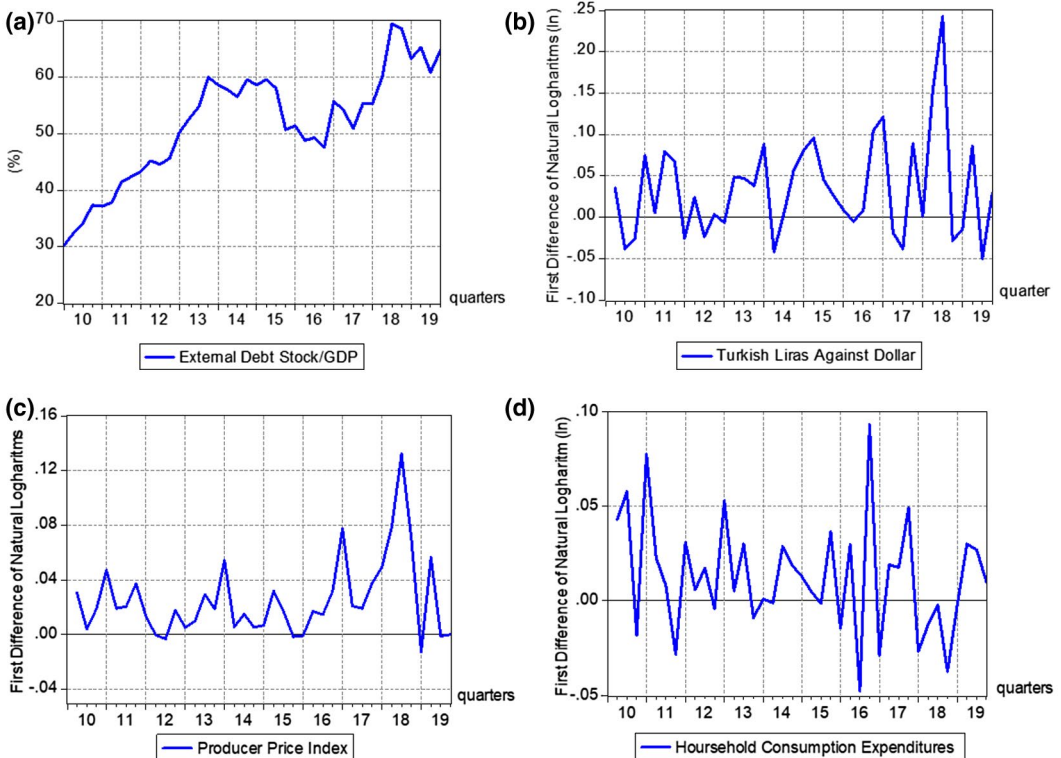 (a)
70
60
50
40
30
20
(%)
10 11 12 13 14 15 16 17 18 19
quarters
External Debt Stock/GDP
(b)
.25
.20
.15
.10
.05
.00
-.05
-.10
First Difference of Natural Logharitms (ln)
10 11 12 13 14 15 16 17 18 19
quarter
Turkish Liras Against Dollar
(c)
.16
.12
.08
.04
.00
-.04
First Difference of Natural Logharitms
10 11 12 13 14 15 16 17 18 19
quarters
Producer Price Index
(d)
.10
.05
.00
-.05
First Difference of Natural Logharitm (ln)
10 11 12 13 14 15 16 17 18 19
quarters
Hoursehold Consumption Expenditures